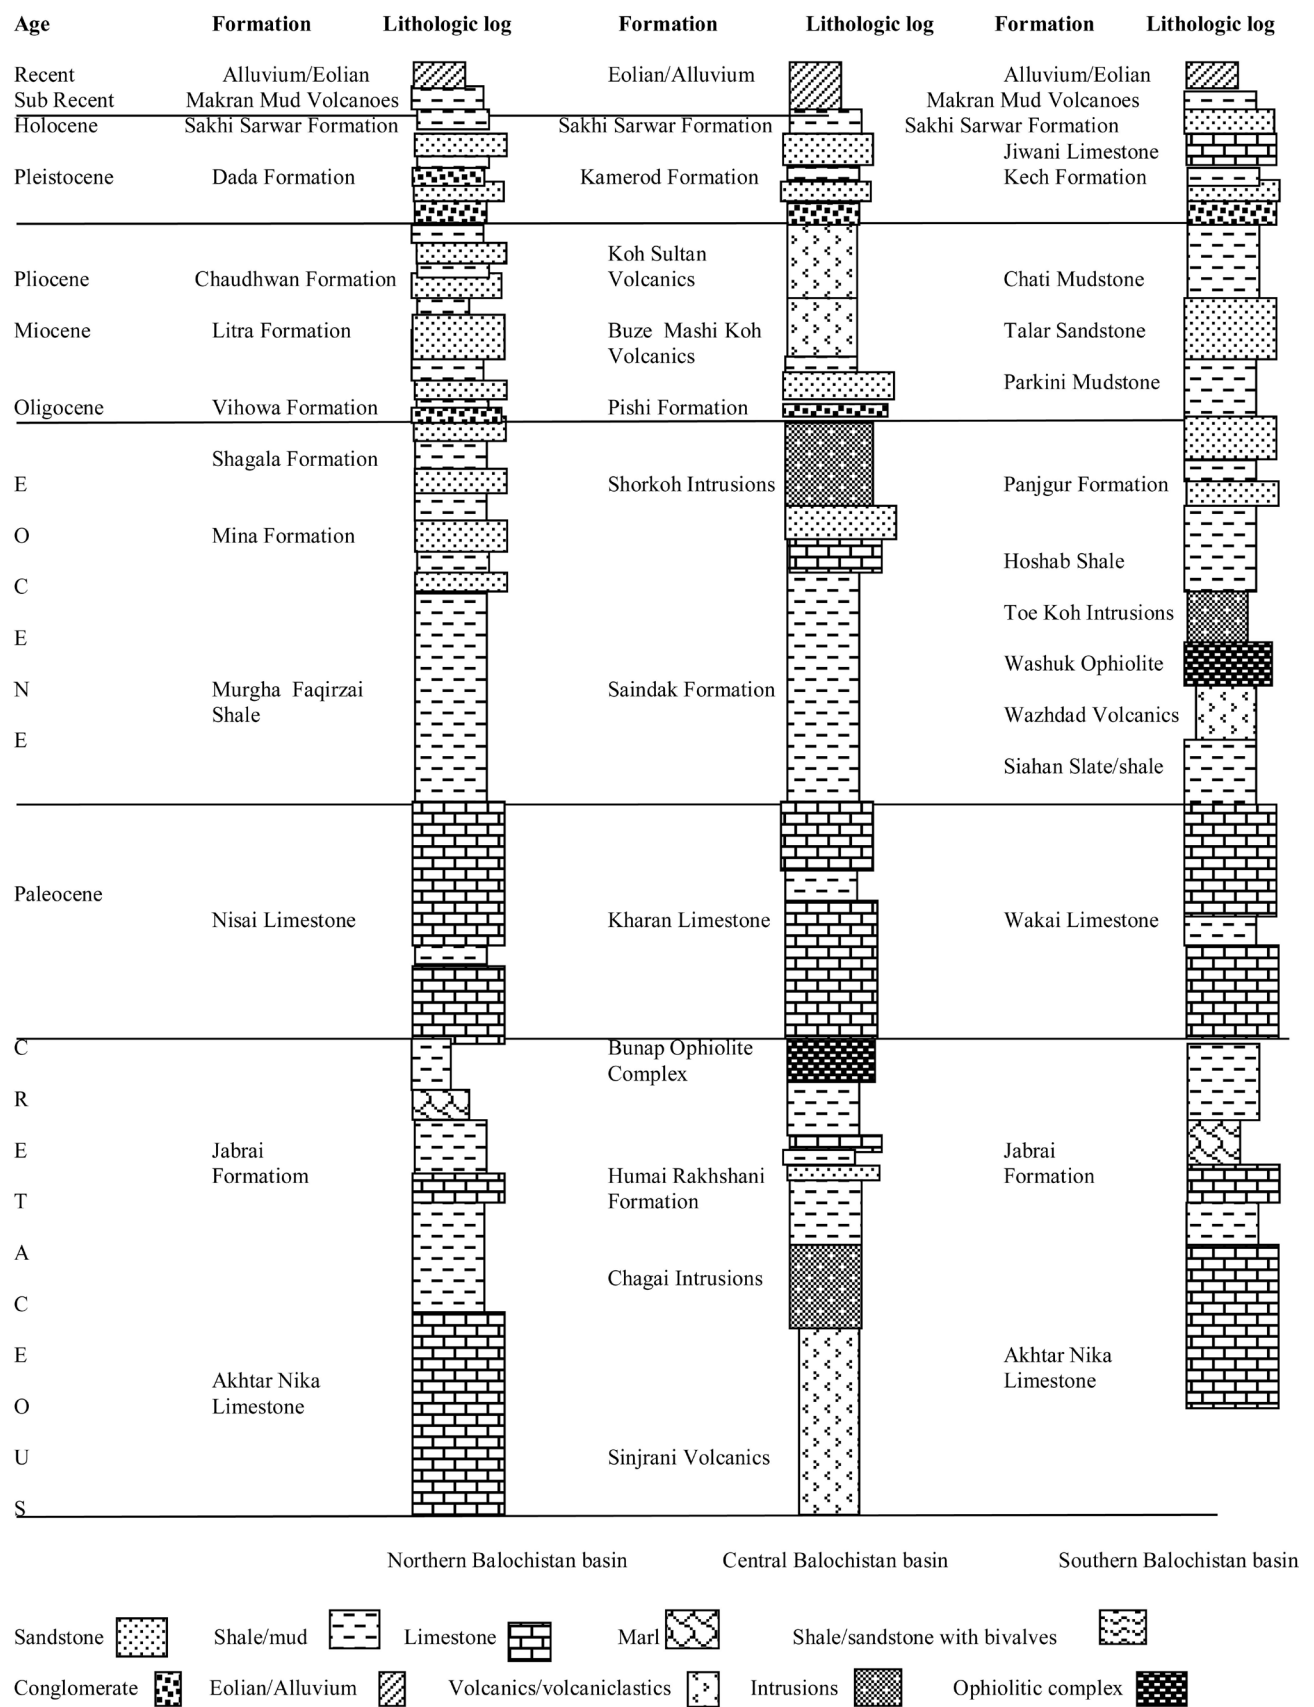 Age Formation Lithologic log Formation Lithologic log Formation Lithologic log
Recent Alluvium/Eolian Eolian/Alluvium Alluvium/Eolian
Sub Recent Makran Mud Volcanoes Makran Mud Volcanoes
Holocene Sakhi Sarwar Formation Sakhi Sarwar Formation Sakhi Sarwar Formation
Jiwani Limestone
Pleistocene Dada Formation Kamerod Formation Kech Formation
Koh Sultan
Pliocene Chaudhwan Formation Volcanics Chati Mudstone
Miocene Litra Formation Buze Mashi Koh Talar Sandstone
Volcanics
Parkini Mudstone
Oligocene Vihowa Formation Pishi Formation
Shagala Formation
E Shorkoh Intrusions Panjgur Formation
O Mina Formation
Hoshab Shale
C
Toe Koh Intrusions
E
Washuk Ophiolite
N Murgha Faqirzai Saindak Formation
Shale Wazhdad Volcanics
E
Siahan Slate/shale
Paleocene
Nisai Limestone Kharan Limestone Wakai Limestone
C Bunap Ophiolite
Complex
R
E Jabrai Jabrai
Formatiom Humai Rakhshani Formation
T Formation
A
Chagai Intrusions
C
E Akhtar Nika
Akhtar Nika Limestone
O Limestone
U Sinjrani Volcanics
S
Northern Balochistan basin Central Balochistan basin Southern Balochistan basin
Sandstone Shale/mud Limestone Marl Shale/sandstone with bivalves
Conglomerate Eolian/Alluvium Volcanics/volcaniclastics Intrusions Ophiolitic complex